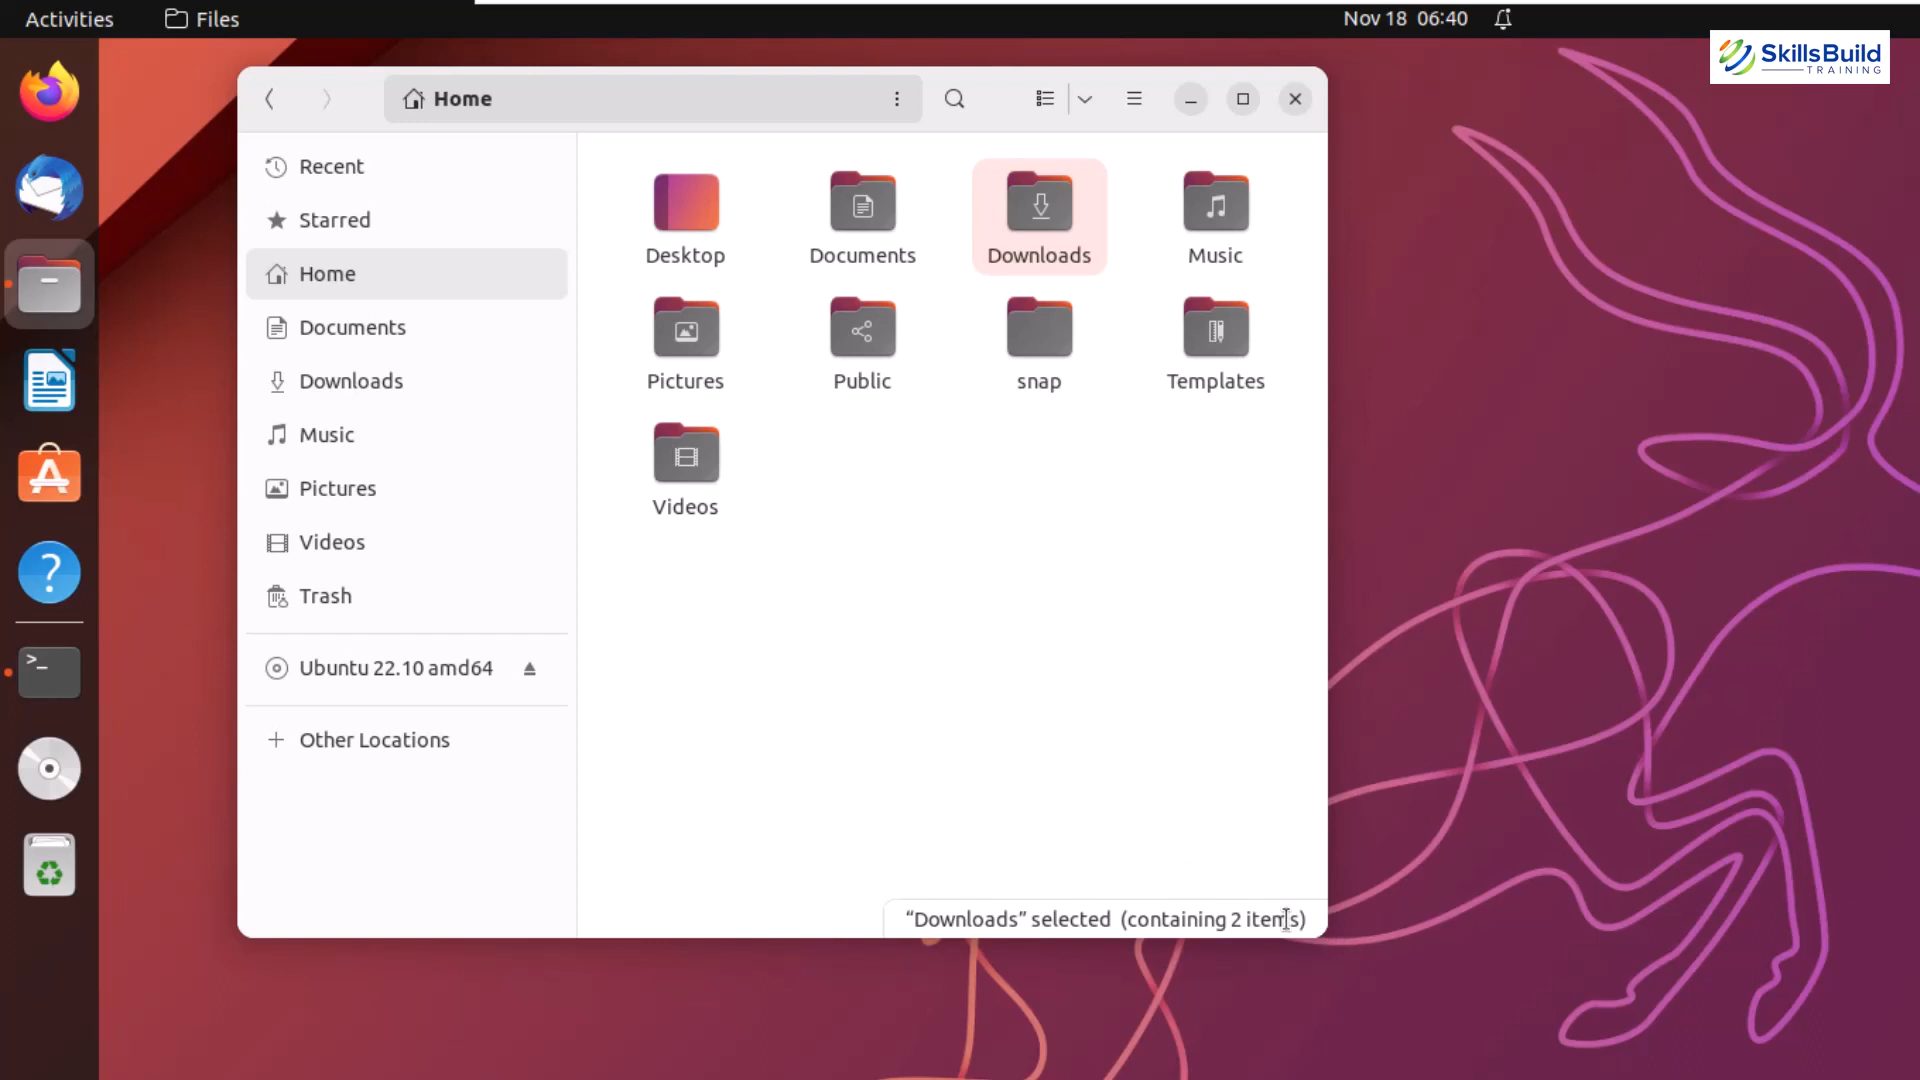 Activities
Files
Nov 18 06:40
SkillsBuild
TRAINING
Home
Recent
Starred
Home
Documents
Downloads
Music
Pictures
Videos
Trash
Ubuntu 22.10 amd64
Other Locations
Desktop
Documents
Downloads
Music
Pictures
Public
snap
Templates
Videos
“Downloads” selected (containing 2 items)